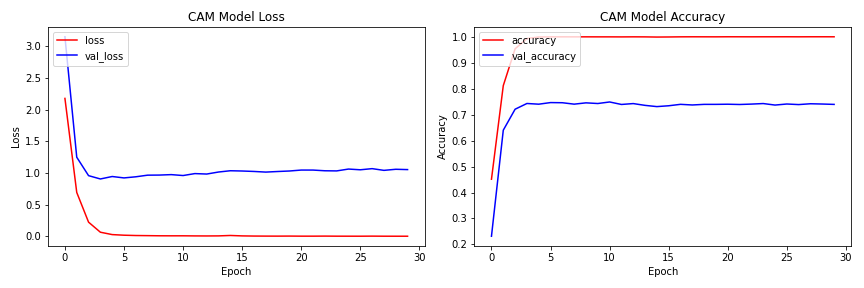 CAM Model Loss
loss
val_loss
3.0
2.5
2.0
1.5
1.0
0.5
0.0
Loss
0 5 10 15 20 25 30
Epoch
CAM Model Accuracy
accuracy
val_accuracy
1.0
0.9
0.8
0.7
0.6
0.5
0.4
0.3
0.2
Accuracy
0 5 10 15 20 25 30
Epoch